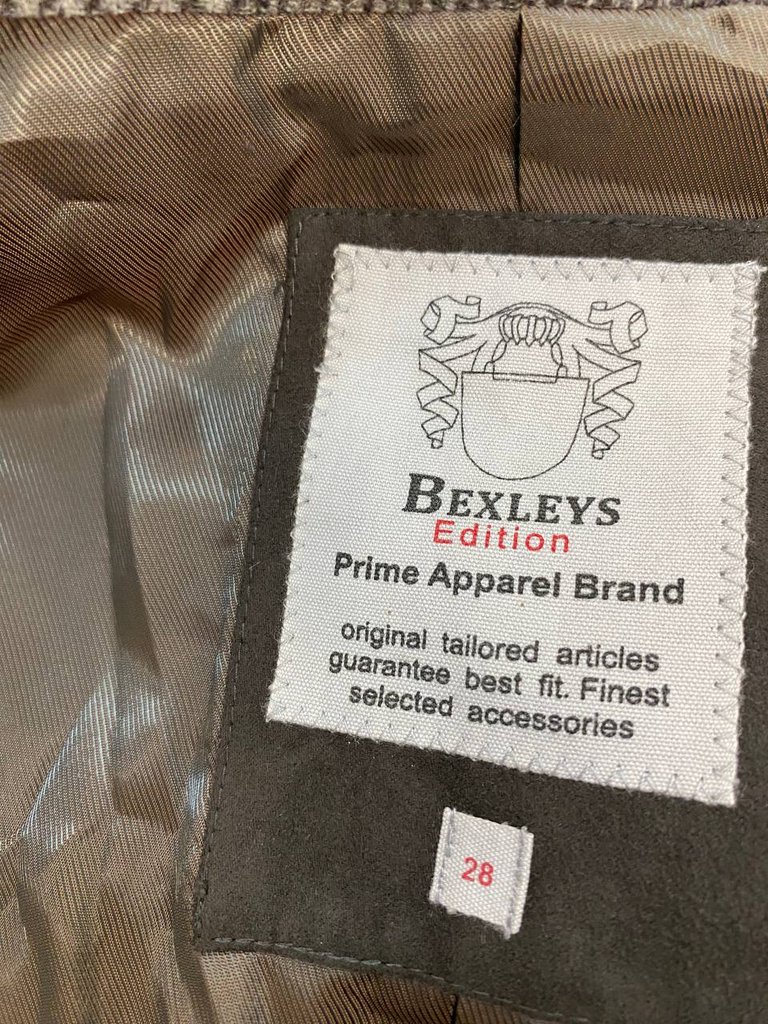 BEXLEYS
Edition
Prime Apparel Brand
original tailored articles
guarantee best fit. Finest
selected accessories
28